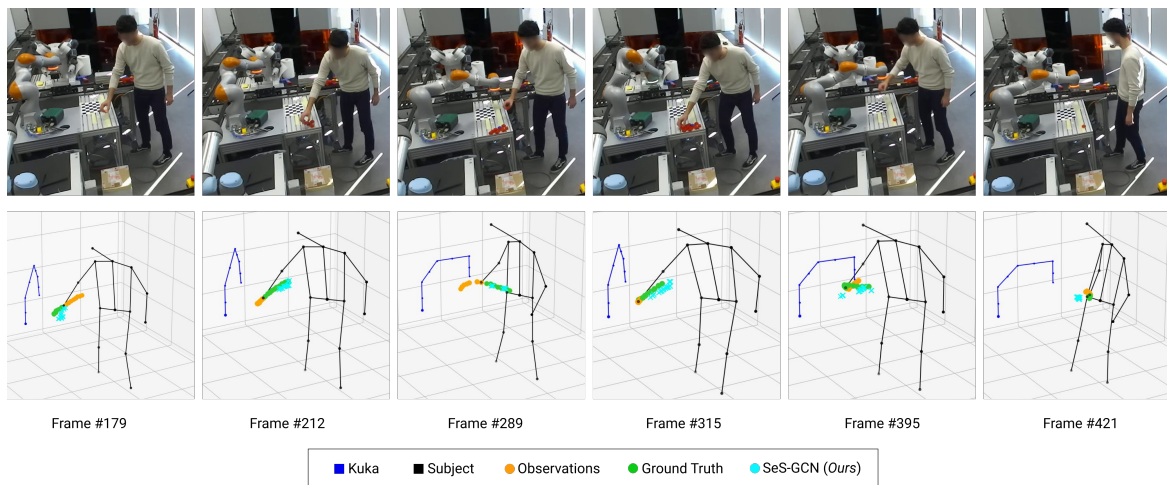 Frame #179
Frame #212
Frame #289
Frame #315
Frame #395
Frame #421
Kuka Subject Observations Ground Truth SeS-GCN (Ours)